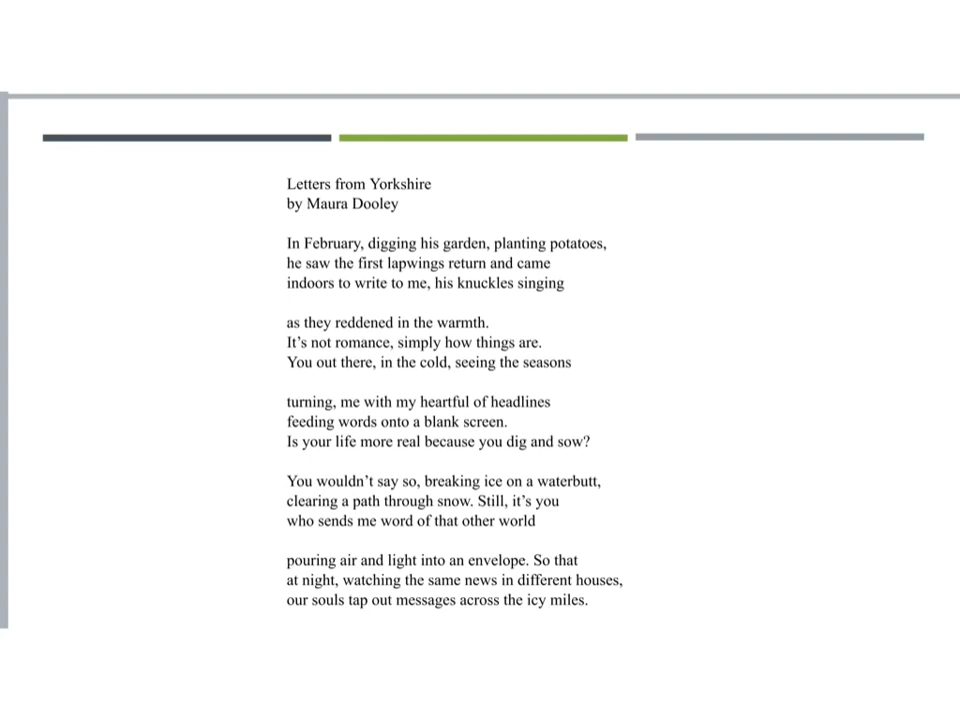 Letters from Yorkshire
by Maura Dooley
In February, digging his garden, planting potatoes,
he saw the first lapwings return and came
indoors to write to me, his knuckles singing
as they reddened in the warmth.
It’s not romance, simply how things are.
You out there, in the cold, seeing the seasons
turning, me with my heartful of headlines
feeding words onto a blank screen.
Is your life more real because you dig and sow?
You wouldn’t say so, breaking ice on a waterbutt,
clearing a path through snow. Still, it’s you
who sends me word of that other world
pouring air and light into an envelope. So that
at night, watching the same news in different houses,
our souls tap out messages across the icy miles.